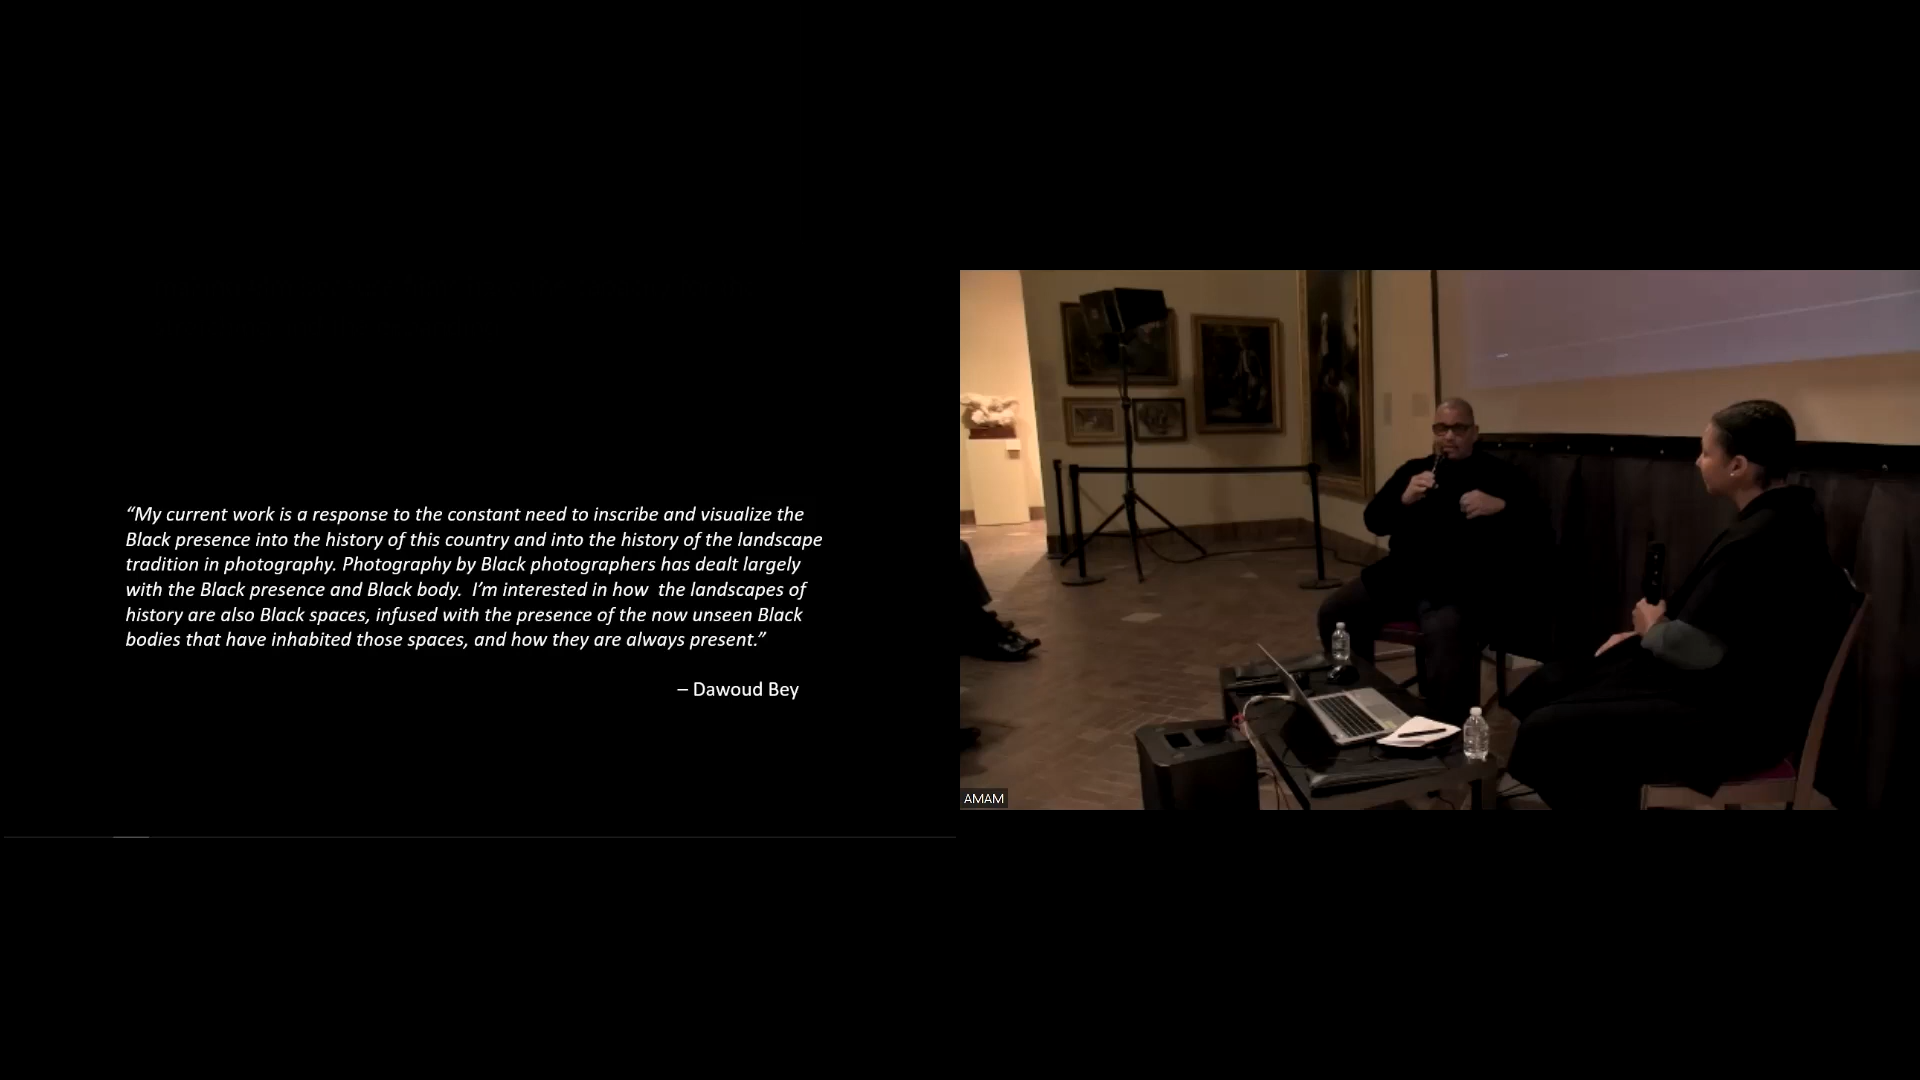 “My current work is a response to the constant need to inscribe and visualize the
Black presence into the history of this country and into the history of the landscape
tradition in photography. Photography by Black photographers has dealt largely
with the Black presence and Black body.  I’m interested in how  the landscapes of
history are also Black spaces, infused with the presence of the now unseen Black
bodies that have inhabited those spaces, and how they are always present.”
– Dawoud Bey
AMAM